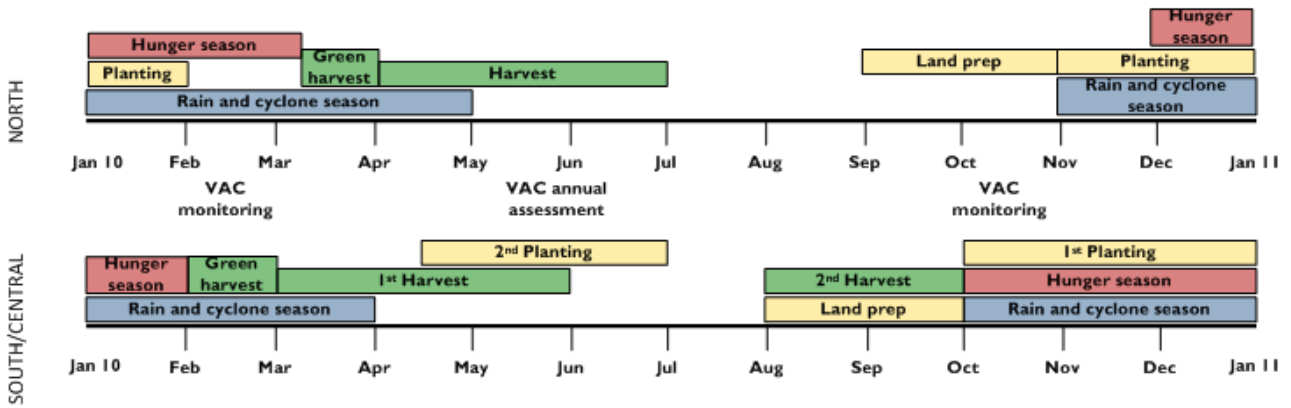 NORTH
Hunger
season
Hunger season
Green
harvest
Planting
Harvest
Land prep
Planting
Rain and cyclone season
Rain and cyclone
season
Jan 10 Feb Mar Apr May Jun Jul Aug Sep Oct Nov Dec Jan 11
VAC
monitoring
VAC annual
assessment
VAC
monitoring
SOUTH/CENTRAL
2nd Planting
1st Planting
Hunger
season
Green
harvest
1st Harvest
2nd Harvest
Hunger season
Rain and cyclone season
Land prep
Rain and cyclone season
Jan 10 Feb Mar Apr May Jun Jul Aug Sep Oct Nov Dec Jan 11